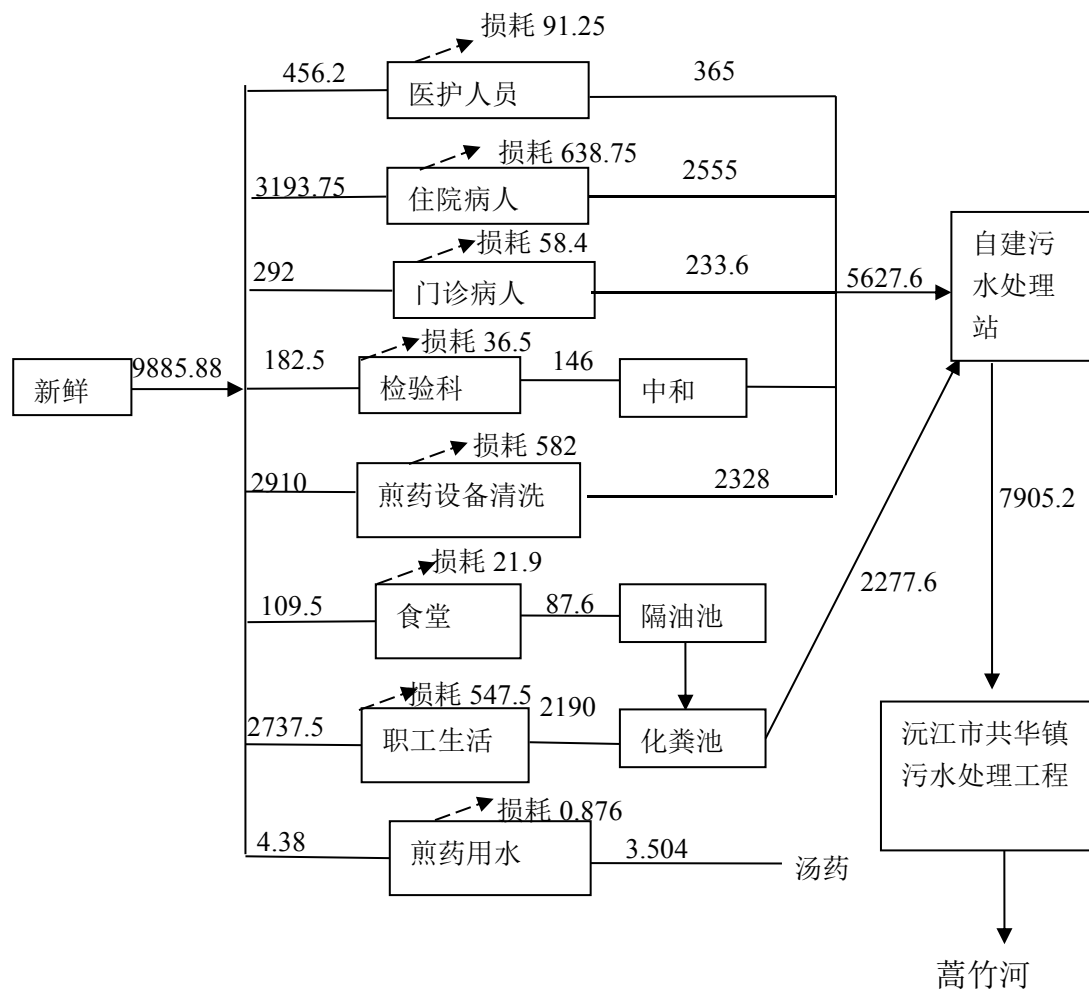 损耗 91.25
456.2
医护人员
365
损耗 638.75
3193.75
住院病人
2555
损耗 58.4
292
门诊病人
233.6
5627.6
自建污
水处理
站
新鲜
9885.88
182.5
损耗 36.5
检验科
146
中和
损耗 582
2910
煎药设备清洗
2328
7905.2
损耗 21.9
109.5
食堂
87.6
隔油池
2277.6
损耗 547.5
2737.5
职工生活
2190
化粪池
沅江市共华镇
污水处理工程
损耗 0.876
4.38
煎药用水
3.504
汤药
蒿竹河